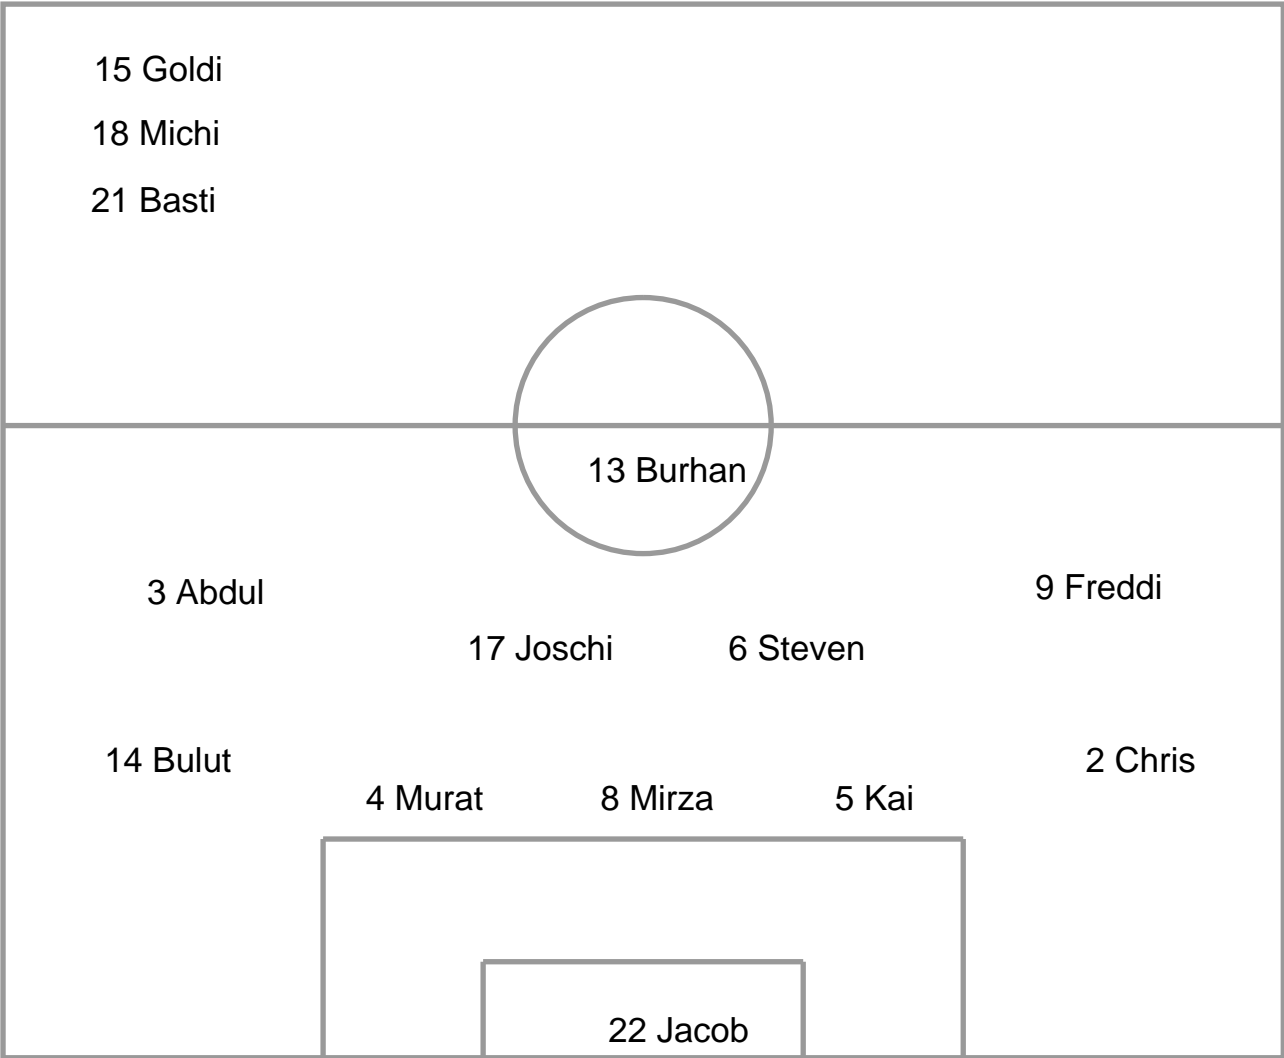 15 Goldi
18 Michi
21 Basti
13 Burhan
3 Abdul
9 Freddi
17 Joschi
6 Steven
14 Bulut
2 Chris
4 Murat
8 Mirza
5 Kai
22 Jacob